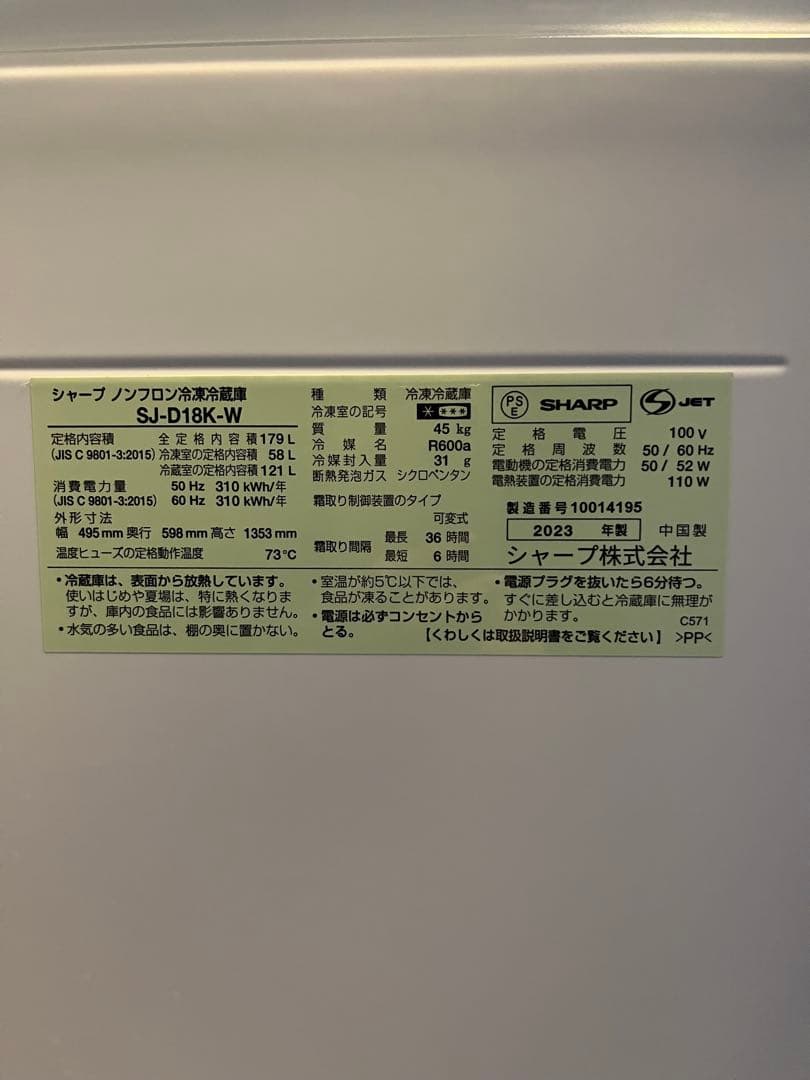 シャープ ノンフロン冷凍冷蔵庫
SJ-D18K-W
定格内容積 全定格内容積 179 L
(JIS C 9801-3:2015) 冷凍室の定格内容積 58 L
冷蔵室の定格内容積 121 L
消費電力量 50 Hz 310 kWh/年
(JIS C 9801-3:2015) 60 Hz 310 kWh/年
外形寸法
幅 495 mm 奥行 598 mm 高さ 1353 mm
温度ヒューズの定格動作温度 73℃
種類 冷凍冷蔵庫
冷凍室の記号 * ***
質量 45 kg
冷媒名 R600a
冷媒封入量 31 g
断熱発泡ガス シクロペンタン
霜取り制御装置のタイプ
可変式
霜取り間隔 最長 36 時間
最短 6 時間
PS
E
SHARP
S JET
定格電圧 100 V
定格周波数 50 / 60 Hz
電動機の定格消費電力 50 / 52 W
電熱装置の定格消費電力 110 W
製造番号 10014195
2023 年製 中国製
シャープ株式会社
・冷蔵庫は、表面から放熱しています。
使いはじめや夏場は、特に熱くなりま
すが、庫内の食品には影響ありません。
・水気の多い食品は、棚の奥に置かない。
・室温が約5℃以下では、
食品が凍ることがあります。
・電源は必ずコンセントから
とる。
・電源プラグを抜いたら6分待つ。
すぐに差し込むと冷蔵庫に無理が
かかります。
C571
【くわしくは取扱説明書をご覧ください】 >PP<